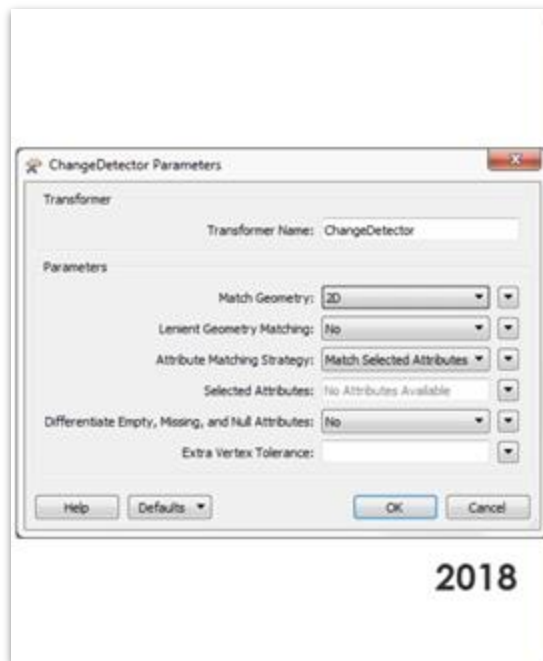 ChangeDetector Parameters
Transformer
Transformer Name: ChangeDetector
Parameters
Match Geometry: 2D
Lenient Geometry Matching: No
Attribute Matching Strategy: Match Selected Attributes
Selected Attributes: No Attributes Available
Differentiate Empty, Missing, and Null Attributes: No
Extra Vertex Tolerance:
Help Defaults OK Cancel
2018